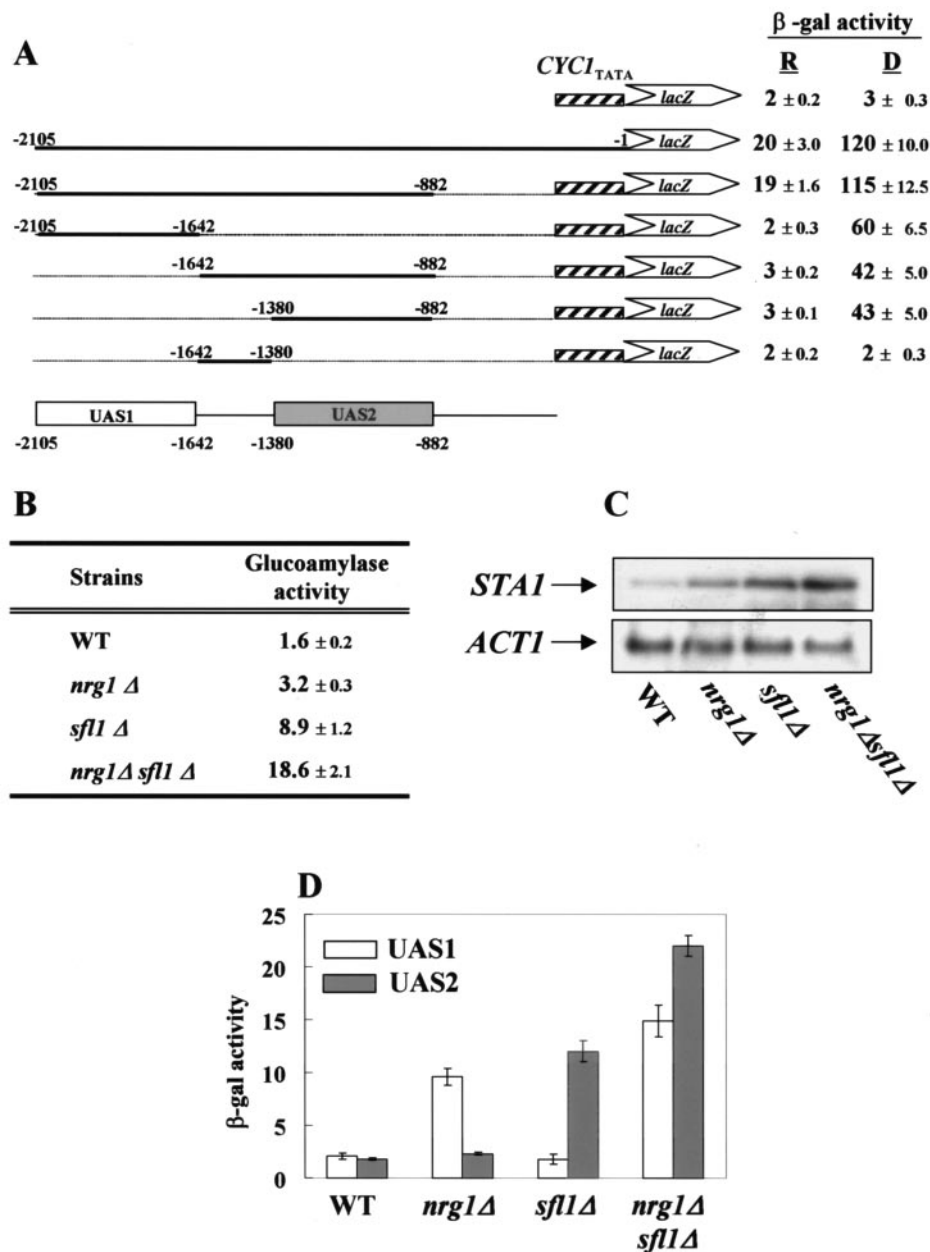 β -gal activity
A
CYC1TATA
R D
lacZ 2 ± 0.2 3 ± 0.3
-2105 -1 lacZ 20 ± 3.0 120 ± 10.0
-2105 -882 lacZ 19 ± 1.6 115 ± 12.5
-2105 -1642 lacZ 2 ± 0.3 60 ± 6.5
-1642 -882 lacZ 3 ± 0.2 42 ± 5.0
-1380 -882 lacZ 3 ± 0.1 43 ± 5.0
-1642 -1380 lacZ 2 ± 0.2 2 ± 0.3
UAS1 UAS2
-2105 -1642 -1380 -882
B
Strains Glucoamylase activity
WT 1.6 ± 0.2
nrg1 Δ 3.2 ± 0.3
sfl1 Δ 8.9 ± 1.2
nrg1Δ sfl1 Δ 18.6 ± 2.1
C
STA1
ACT1
WT nrg1Δ sfl1Δ nrg1Δsfl1Δ
D
β-gal activity
25
20
15
10
5
0
UAS1
UAS2
WT nrg1Δ sfl1Δ nrg1Δ
sfl1Δ